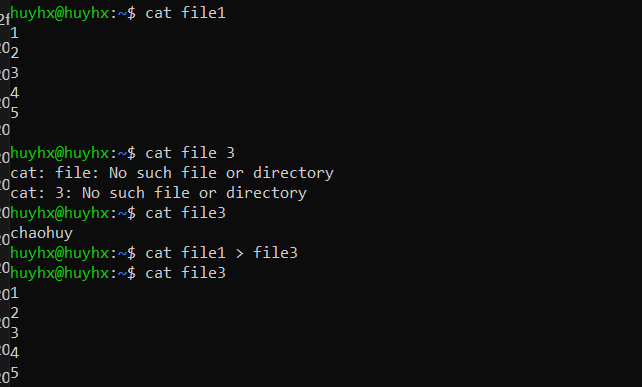 huyhx@huyhx:~$ cat file1
1
2
3
4
5
huyhx@huyhx:~$ cat file 3
cat: file: No such file or directory
cat: 3: No such file or directory
huyhx@huyhx:~$ cat file3
chaohuy
huyhx@huyhx:~$ cat file1 > file3
huyhx@huyhx:~$ cat file3
1
2
3
4
5